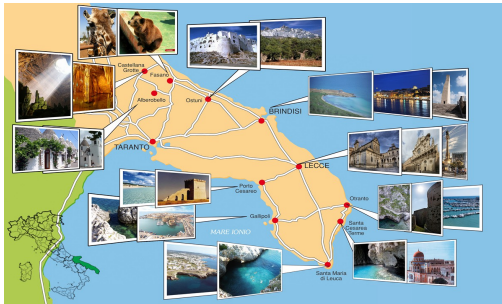 Castellana
Grotte
Fasano
Alberobello
Ostuni
BRINDISI
TARANTO
LECCE
Porto
Cesareo
Otranto
Gallipoli
Santa
Cesarea
Terme
MARE IONIO
Santa Maria
di Leuca